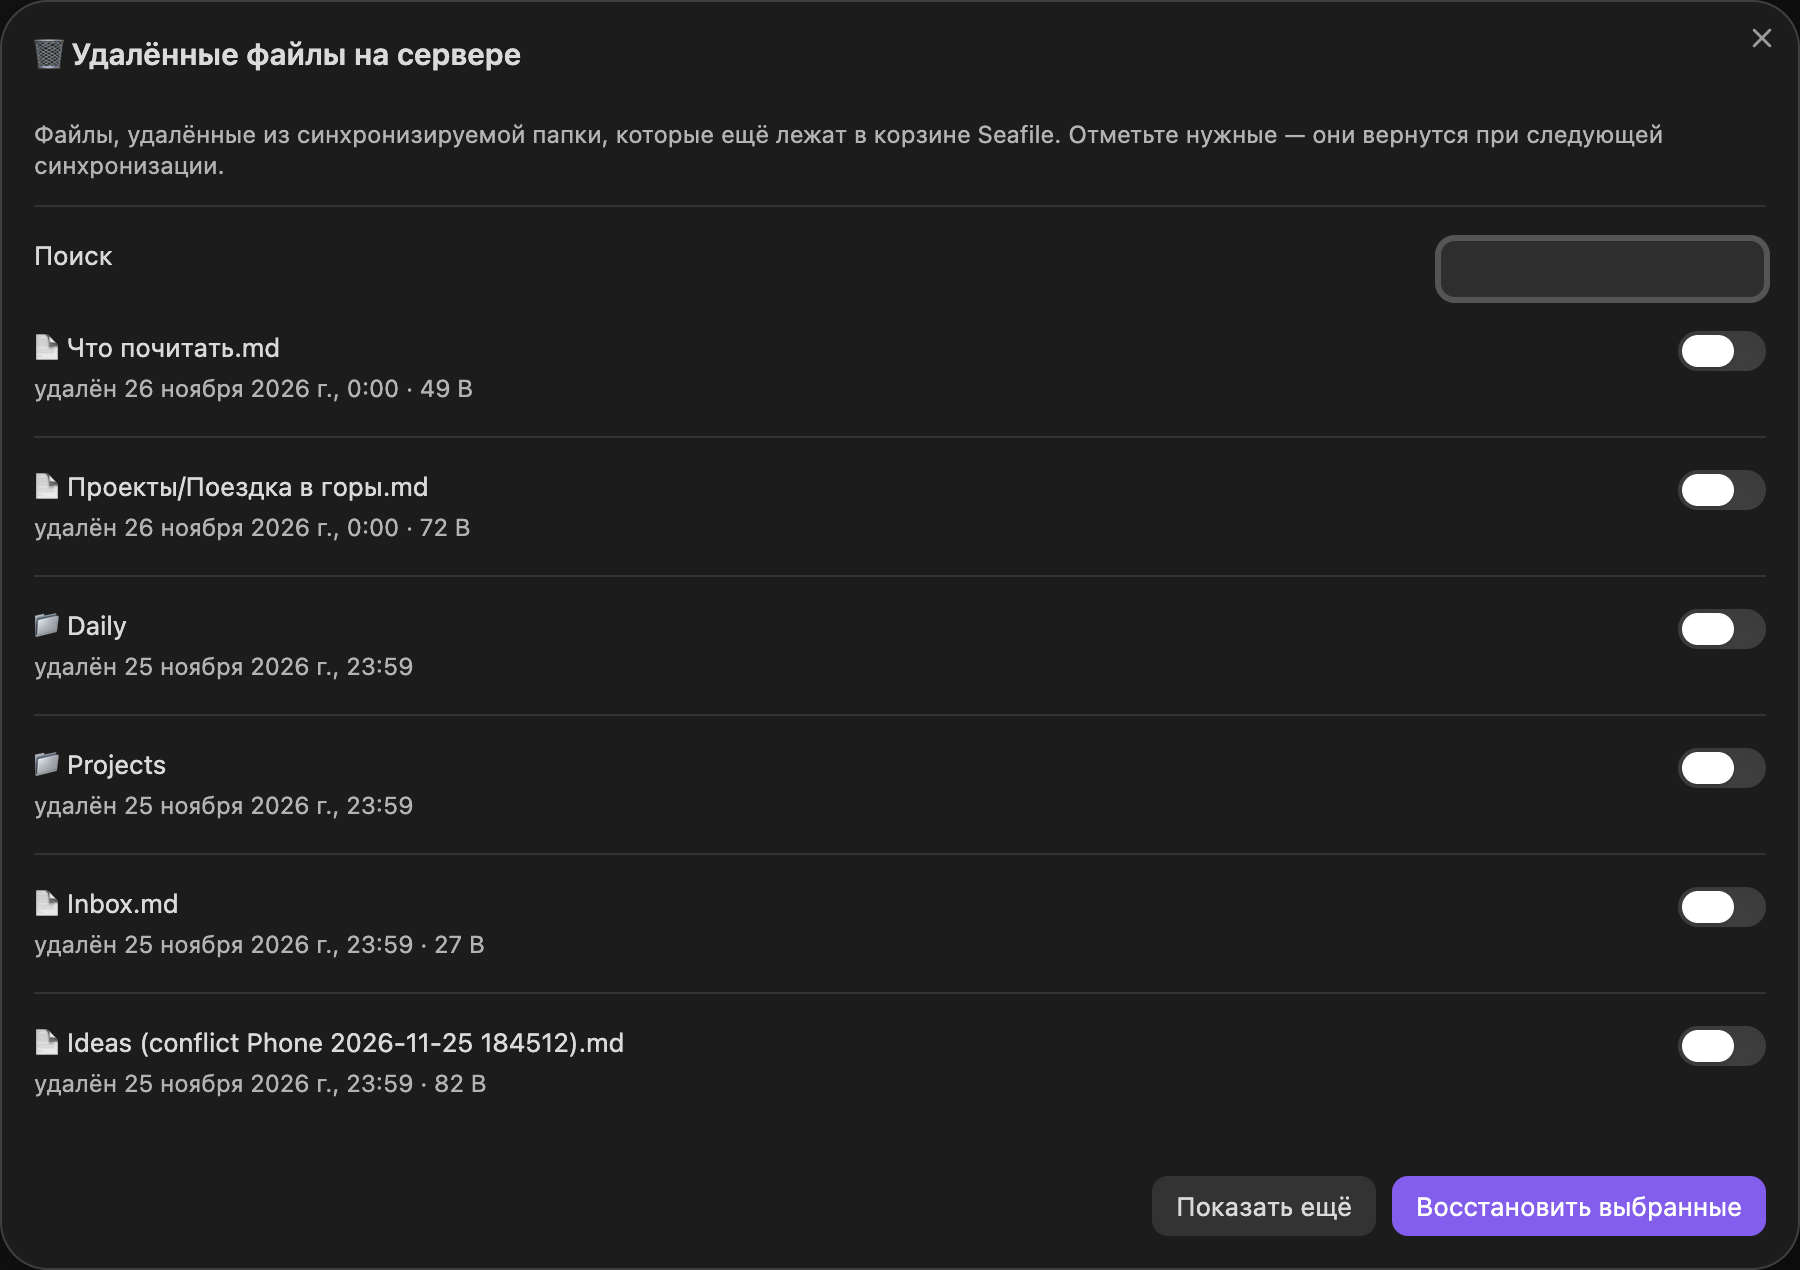 Удалённые файлы на сервере
Файлы, удалённые из синхронизируемой папки, которые ещё лежат в корзине Seafile. Отметьте нужные — они вернутся при следующей
синхронизации.
Поиск
Что почитать.md
удалён 26 ноября 2026 г., 0:00 · 49 B
Проекты/Поездка в горы.md
удалён 26 ноября 2026 г., 0:00 · 72 B
Daily
удалён 25 ноября 2026 г., 23:59
Projects
удалён 25 ноября 2026 г., 23:59
Inbox.md
удалён 25 ноября 2026 г., 23:59 · 27 B
Ideas (conflict Phone 2026-11-25 184512).md
удалён 25 ноября 2026 г., 23:59 · 82 B
Показать ещё
Восстановить выбранные